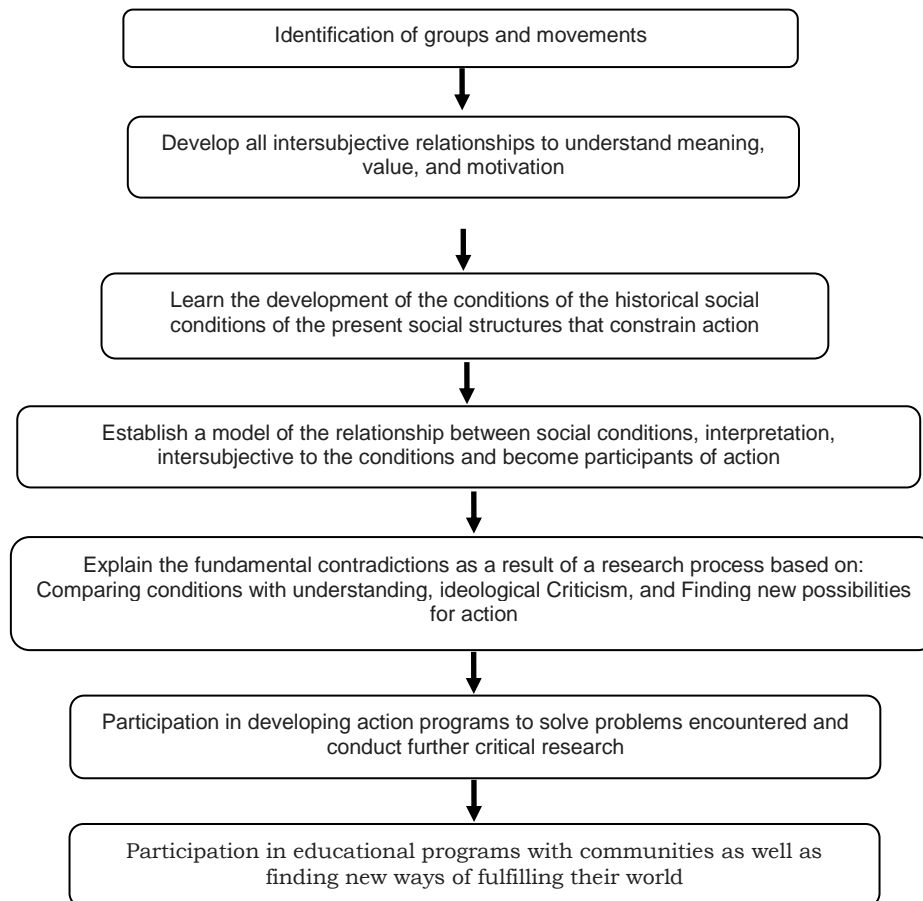 Identification of groups and movements
Develop all intersubjective relationships to understand meaning,
value, and motivation
Learn the development of the conditions of the historical social
conditions of the present social structures that constrain action
Establish a model of the relationship between social conditions, interpretation,
intersubjective to the conditions and become participants of action
Explain the fundamental contradictions as a result of a research process based on:
Comparing conditions with understanding, ideological Criticism, and Finding new possibilities
for action
Participation in developing action programs to solve problems encountered and
conduct further critical research
Participation in educational programs with communities as well as
finding new ways of fulfilling their world